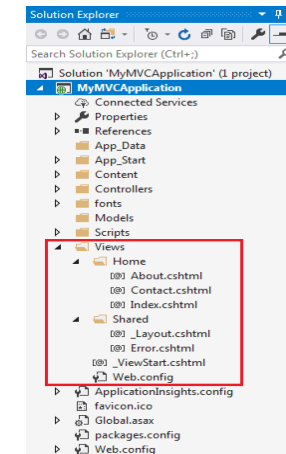 Solution Explorer
Search Solution Explorer (Ctrl+;)
Solution 'MyMVCApplication' (1 project)
MyMVCApplication
Connected Services
Properties
References
App_Data
App_Start
Content
Controllers
fonts
Models
Scripts
Views
Home
[@] About.cshtml
[@] Contact.cshtml
[@] Index.cshtml
Shared
[@] _Layout.cshtml
[@] Error.cshtml
[@] _ViewStart.cshtml
Web.config
ApplicationInsights.config
favicon.ico
Global.asax
packages.config
Web.config